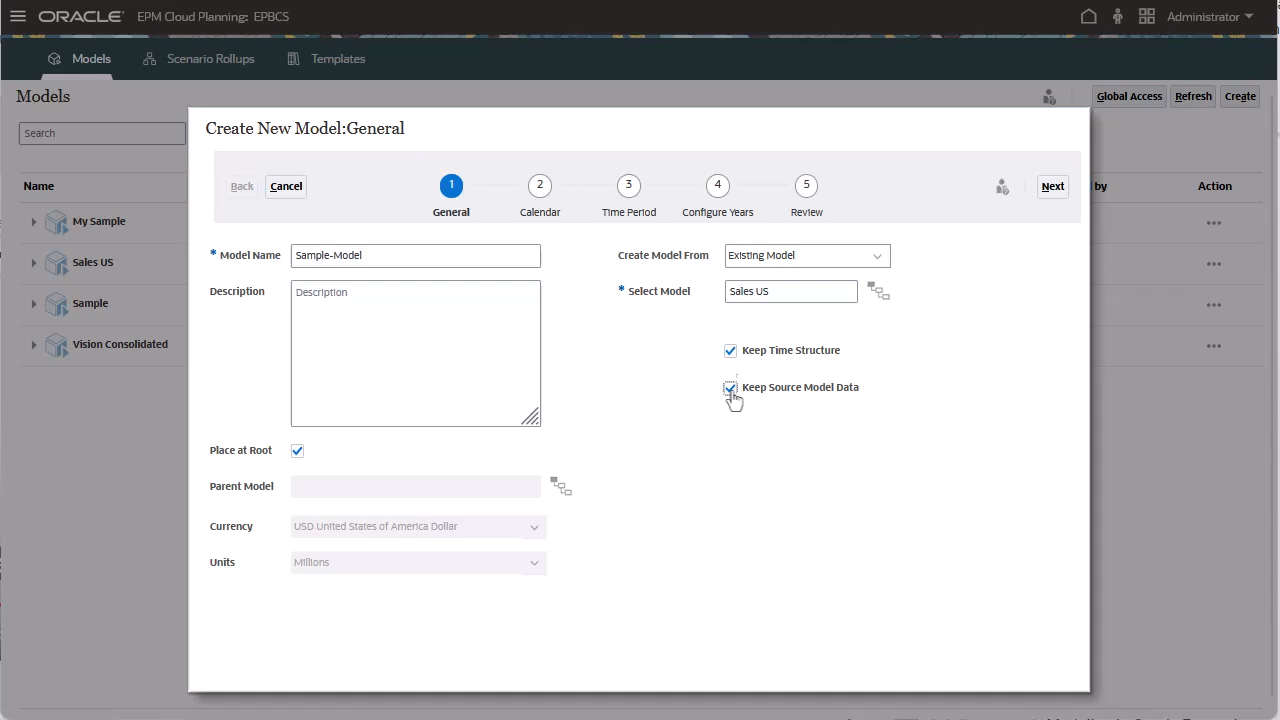 ORACLE EPM Cloud Planning: EPBCS Administrator
Models Scenario Rollups Templates
Models Global Access Refresh Create
Search
Name by Action
My Sample
Sales US
Sample
Vision Consolidated
Create New Model:General
Back Cancel 1 2 3 4 5 Next
General Calendar Time Period Configure Years Review
* Model Name Sample-Model
Create Model From Existing Model
Description Description
* Select Model Sales US
Keep Time Structure
Keep Source Model Data
Place at Root
Parent Model
Currency USD United States of America Dollar
Units Millions